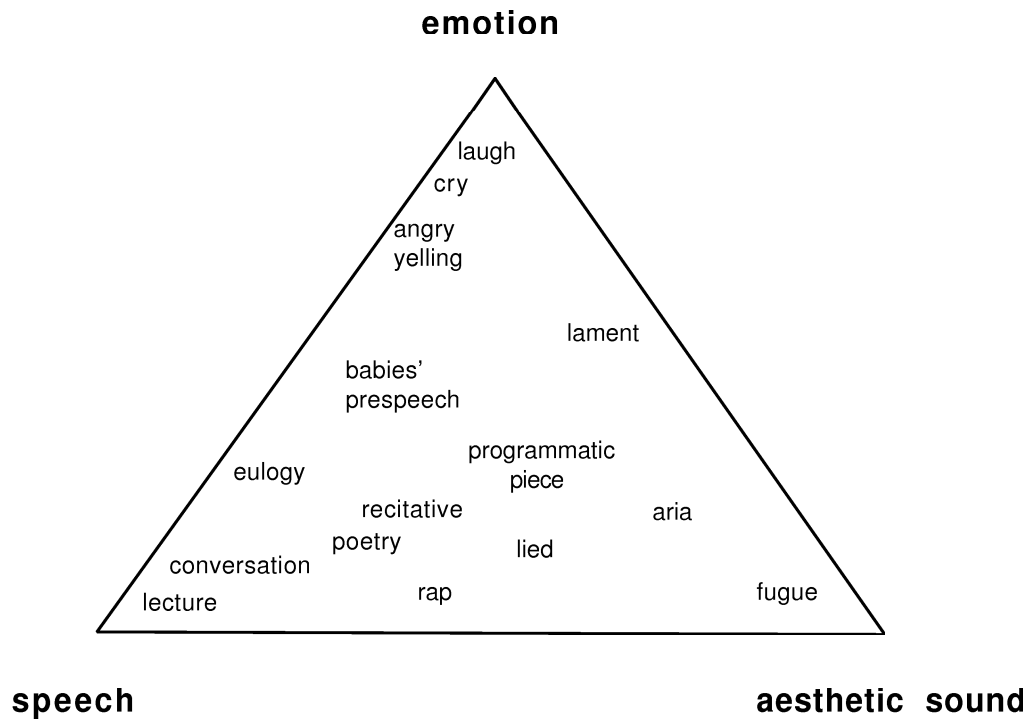 emotion
laugh
cry
angry
yelling
lament
babies’
prespeech
programmatic
piece
eulogy
recitative
aria
poetry
lied
conversation
rap
fugue
lecture
speech
aesthetic sound